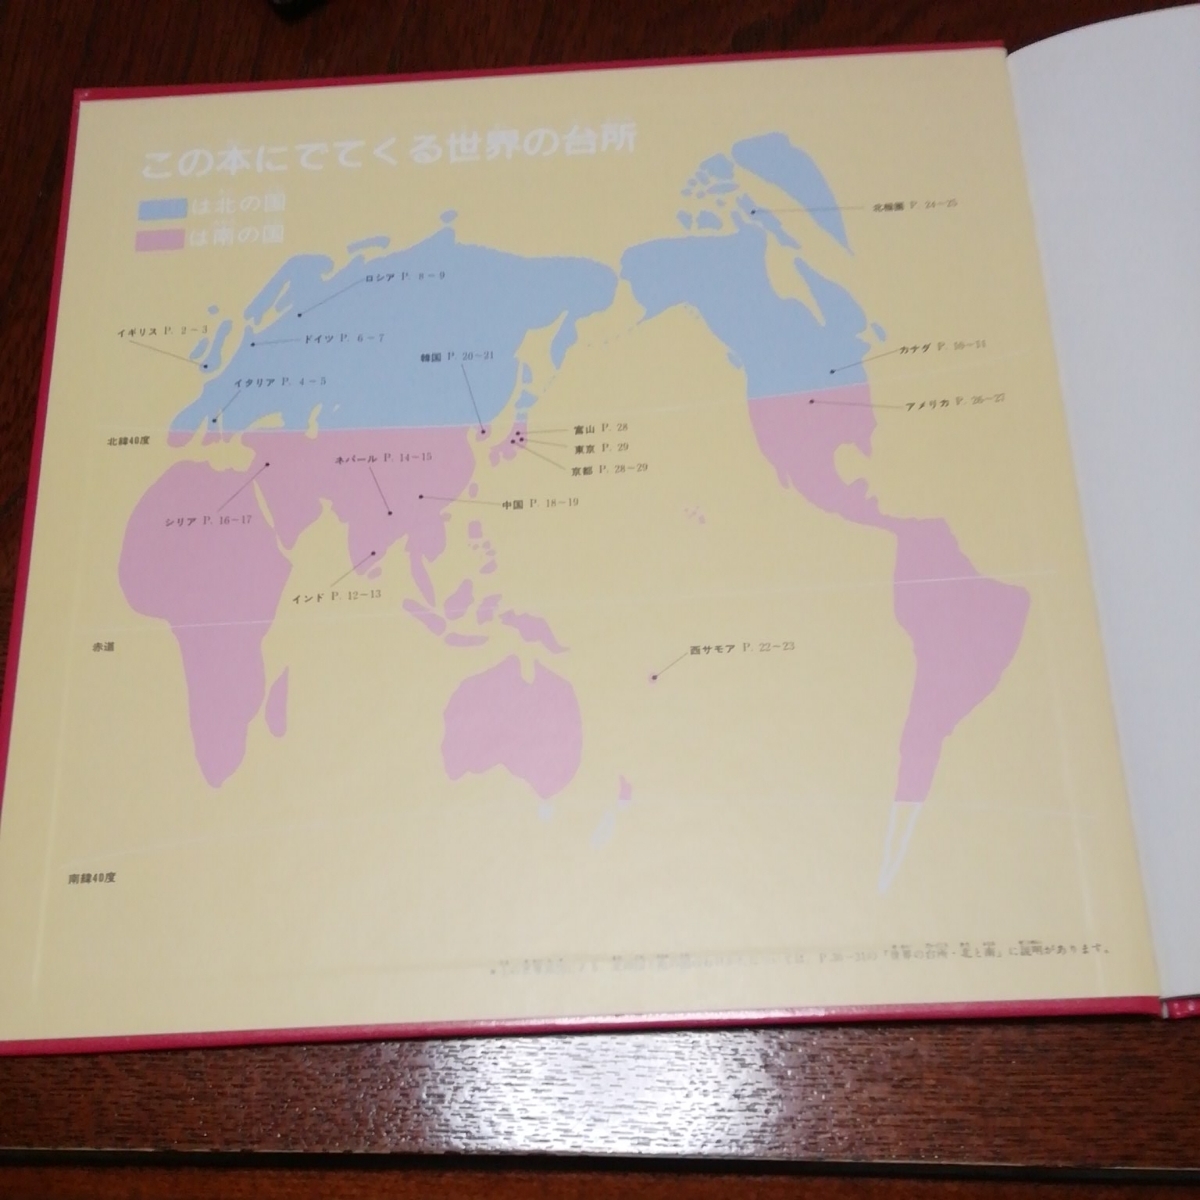 この本にでてくる世界の台所
は北の国
は南の国
北極圏 P. 24－25
ロシア P. 8－9
イギリス P. 2－3
ドイツ P. 6－7
韓国 P. 20－21
カナダ P.
イタリア P. 4－5
アメリカ P. 26－27
富山 P. 28
北緯40度
東京 P. 29
ネパール P. 14－15
京都 P. 28－29
中国 P. 18－19
シリア P. 16－17
インド P. 12－13
赤道
西サモア P. 22－23
南緯40度
『世界の台所・北と南』に説明があります。